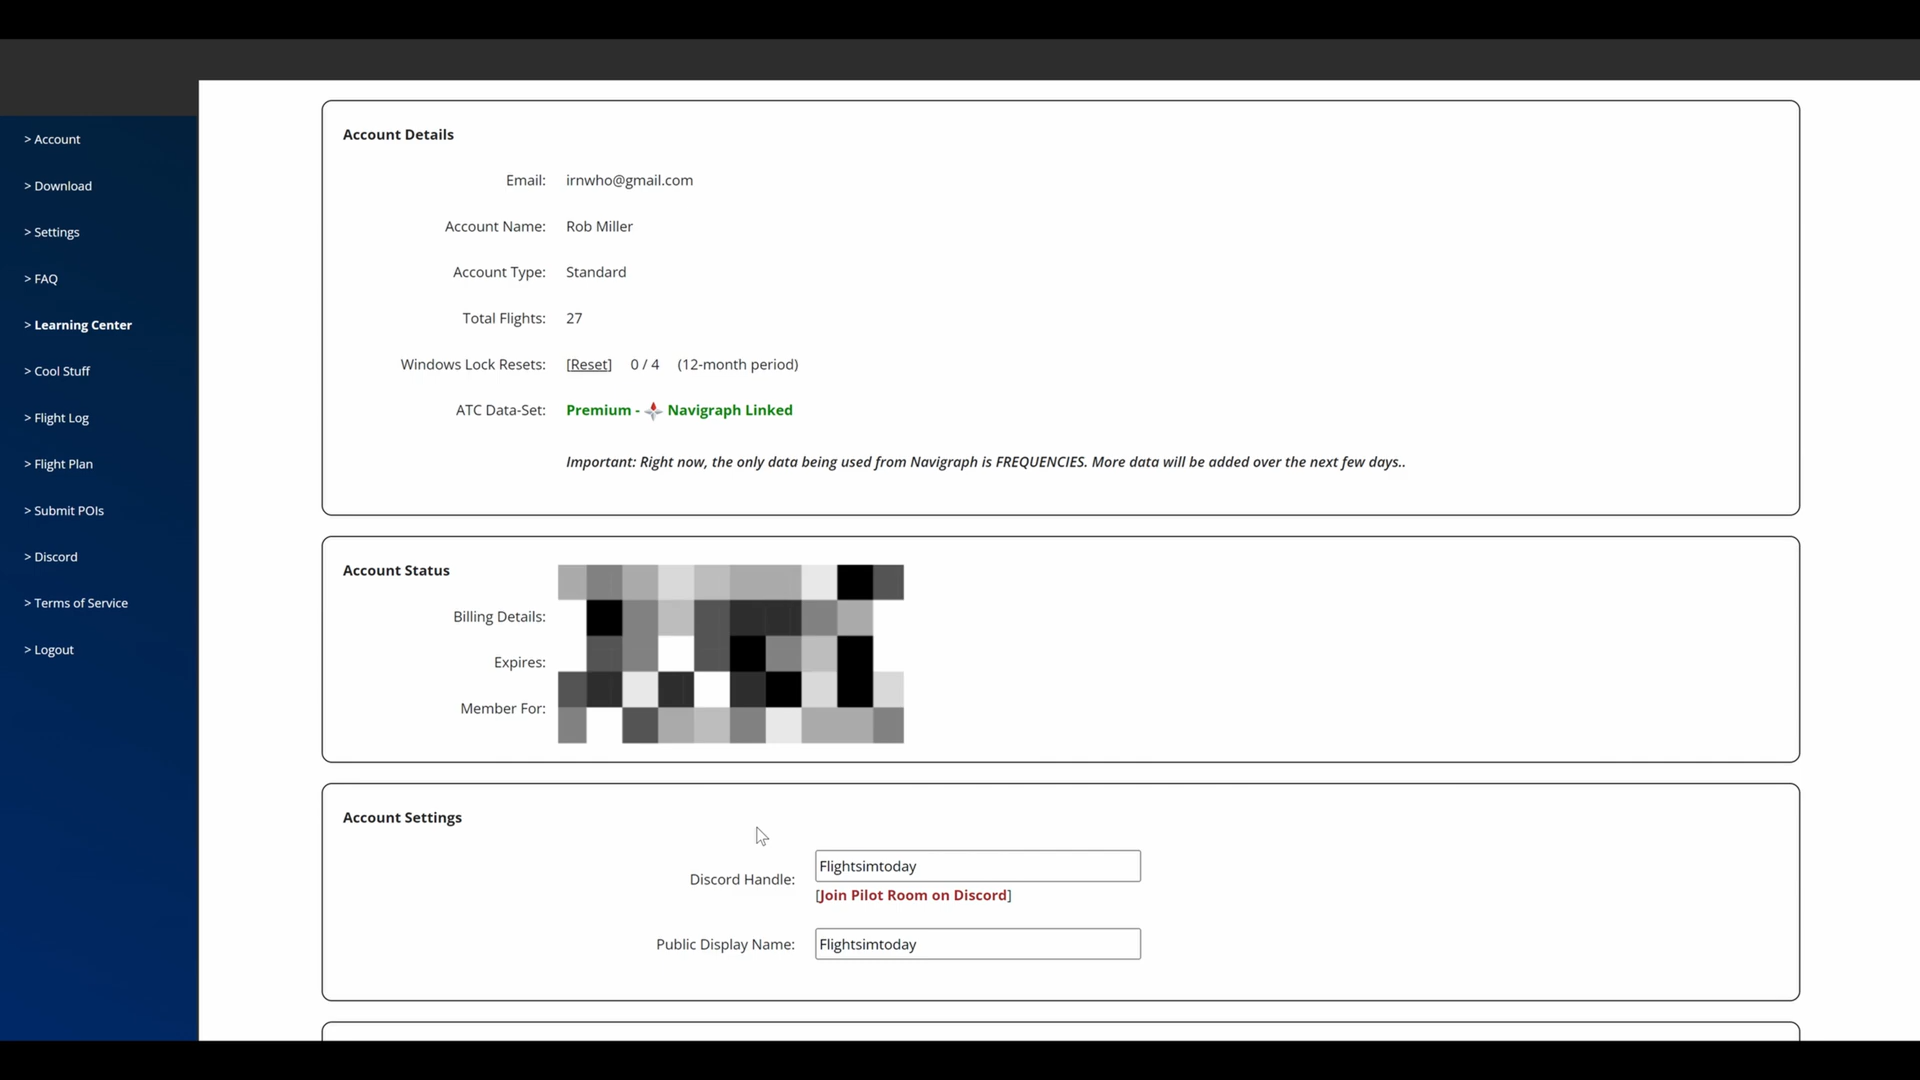 > Account
> Download
> Settings
> FAQ
> Learning Center
> Cool Stuff
> Flight Log
> Flight Plan
> Submit POIs
> Discord
> Terms of Service
> Logout
Account Details
Email: irnwho@gmail.com
Account Name: Rob Miller
Account Type: Standard
Total Flights: 27
Windows Lock Resets: [Reset] 0 / 4 (12-month period)
ATC Data-Set: Premium - Navigraph Linked
Important: Right now, the only data being used from Navigraph is FREQUENCIES. More data will be added over the next few days..
Account Status
Billing Details:
Expires:
Member For:
Account Settings
Discord Handle: Flightsimtoday
[Join Pilot Room on Discord]
Public Display Name: Flightsimtoday